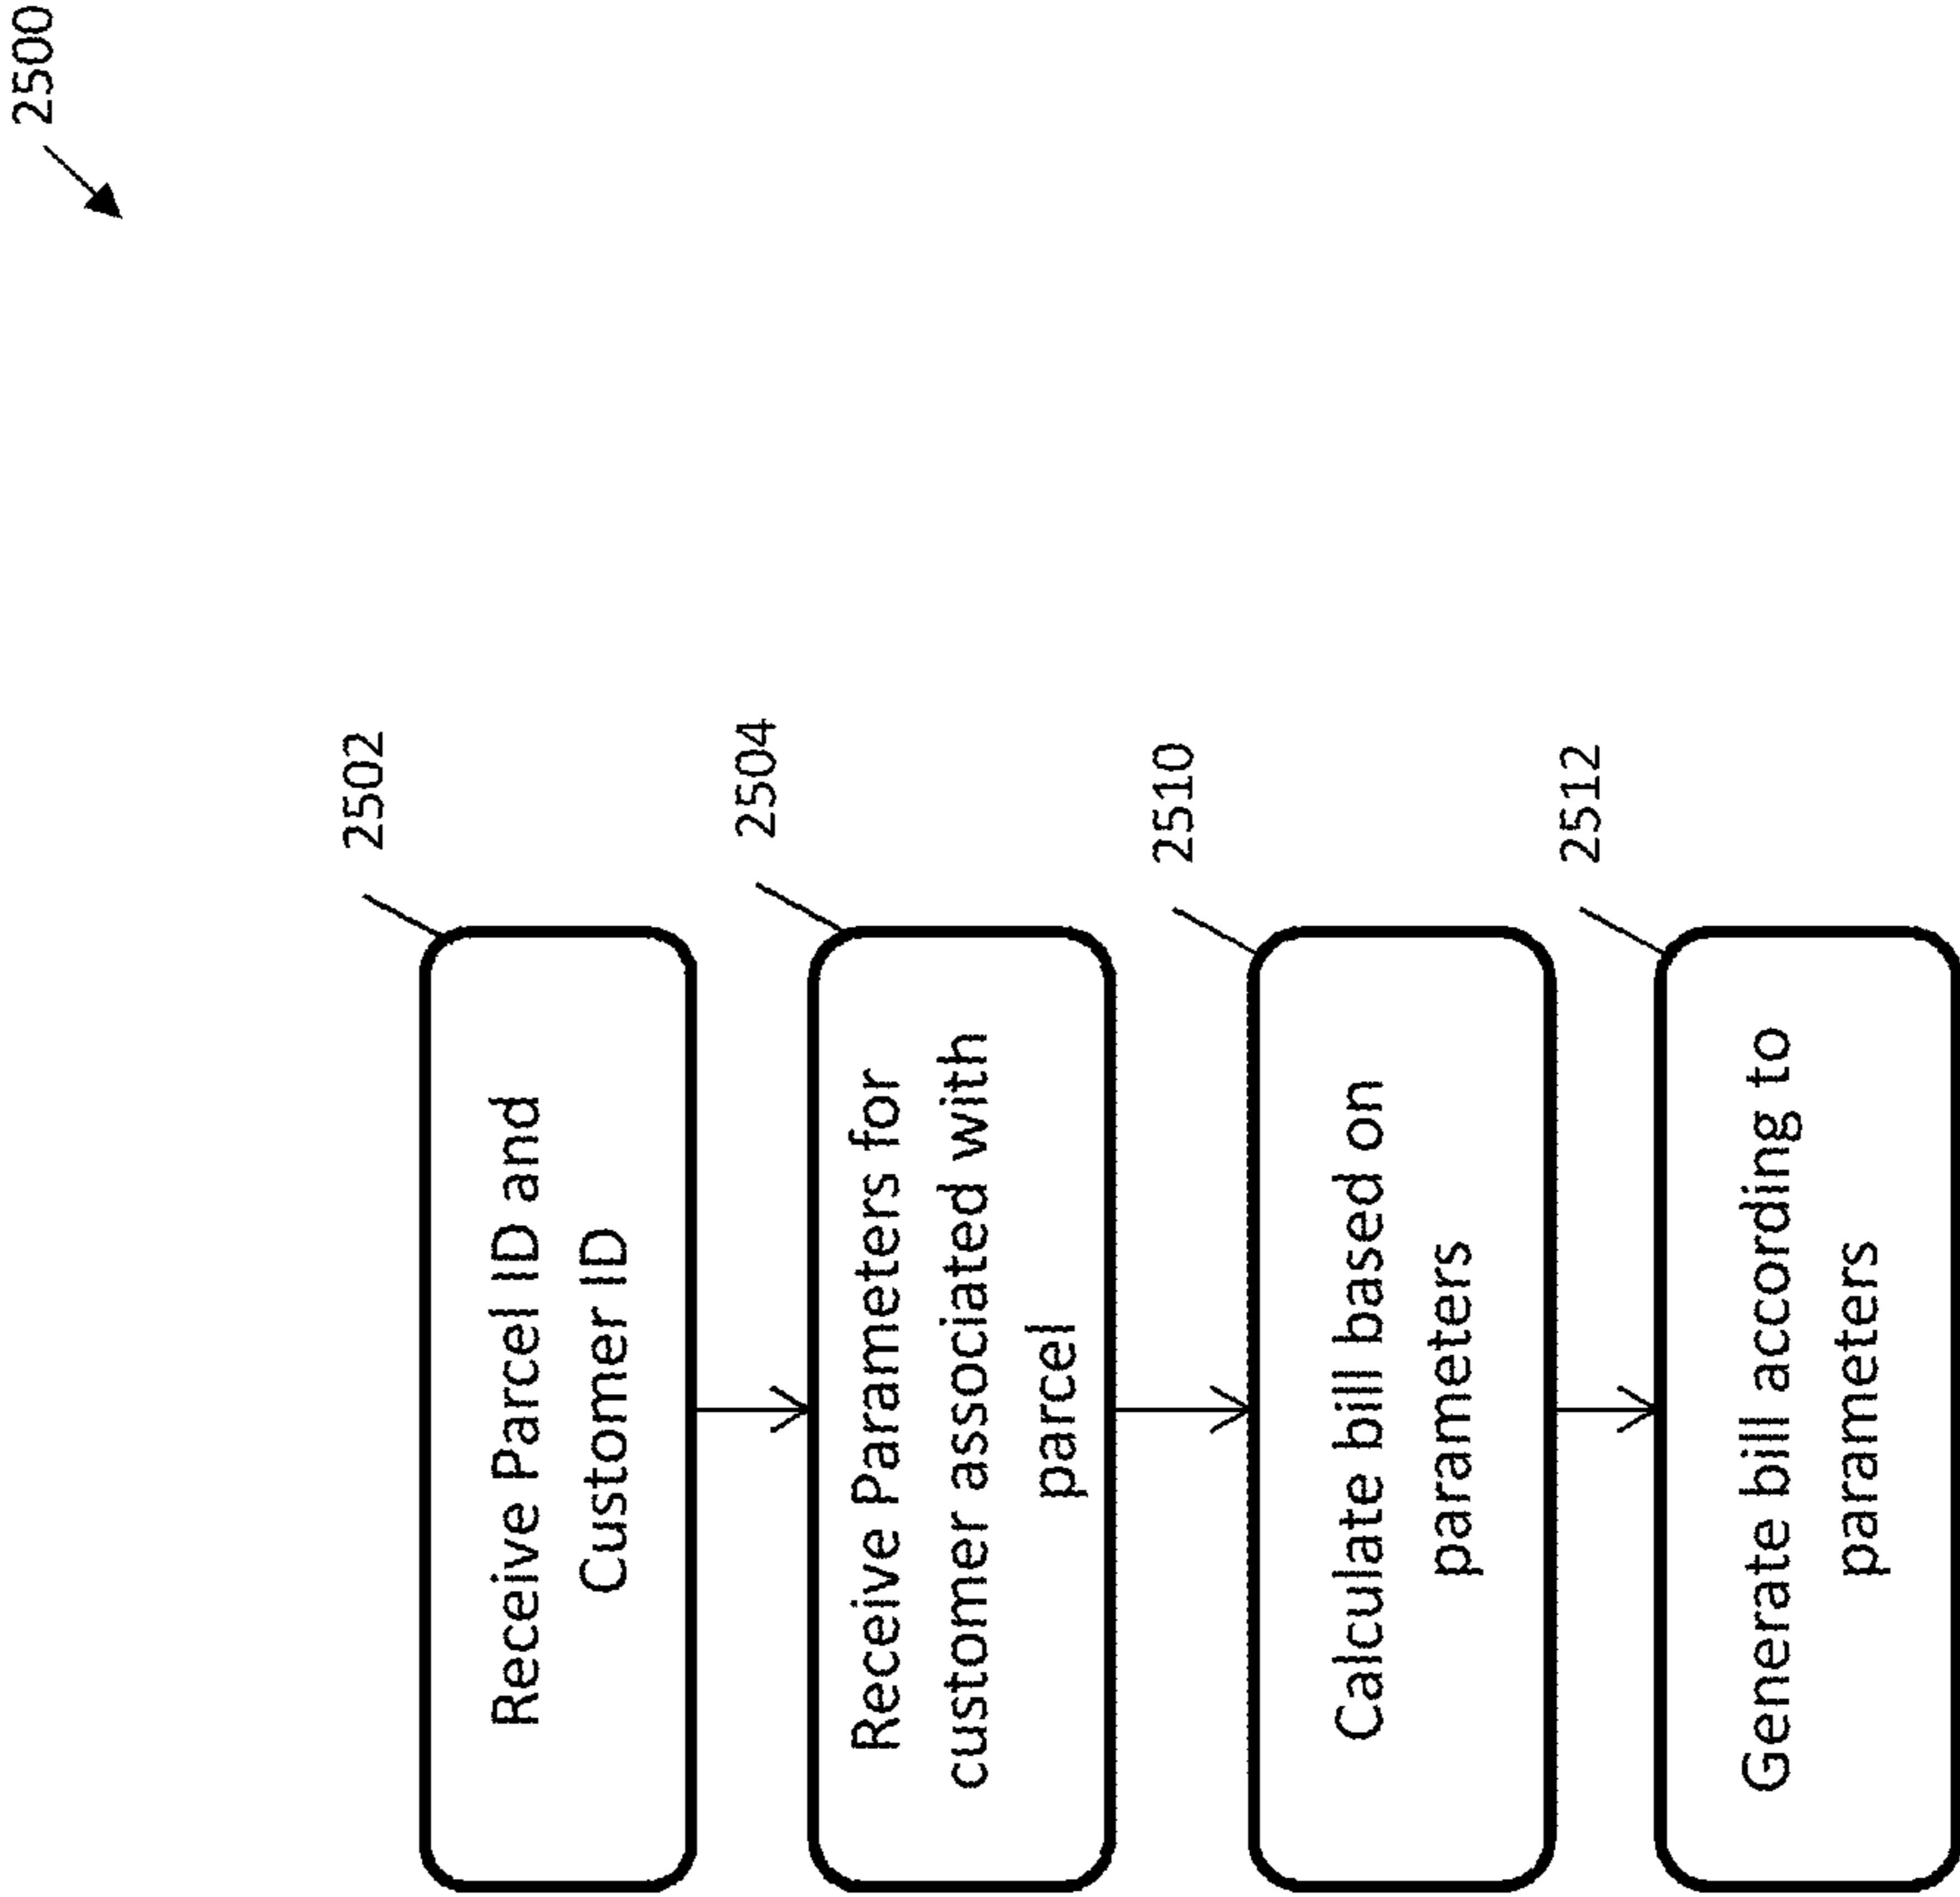 2500
2502
Receive Parcel ID and
Customer ID
2504
Receive Parameters for
customer associated with
parcel
2510
Calculate bill based on
parameters
2512
Generate bill according to
parameters